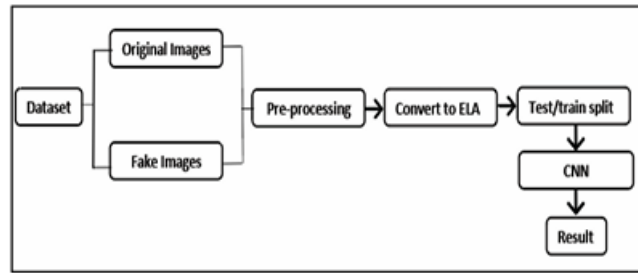 Original Images
Dataset
Fake Images
Pre-processing
Convert to ELA
Test/train split
CNN
Result